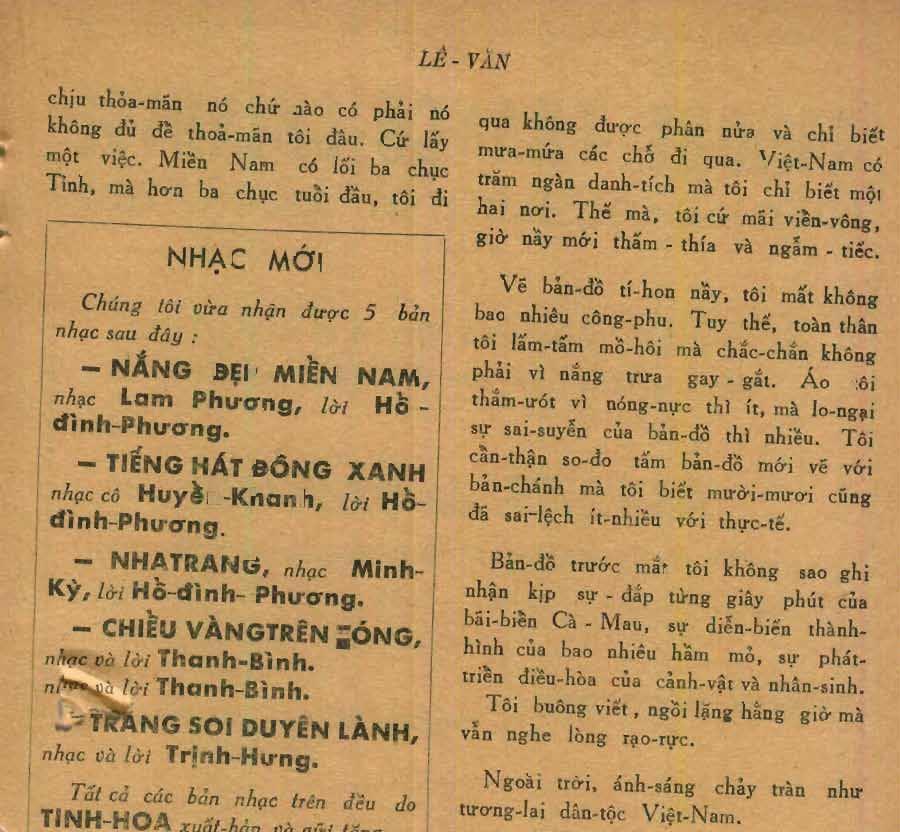 LÊ - VĂN
chịu thỏa-mãn nó chứ nào có phải nó
không đủ để thoả-mãn tôi đâu. Cứ lấy
một việc. Miền Nam có lối ba chục
Tỉnh, mà hơn ba chục tuổi đầu, tôi đi
NHẠC MỚI
Chúng tôi vừa nhận được 5 bản
nhạc sau đây :
— NẮNG ĐẸP MIỀN NAM,
nhạc Lam Phương, lời Hồ -
đình-Phương.
— TIẾNG HÁT ĐỒNG XANH
nhạc cô Huyền-Khanh, lời Hồ-
đình-Phương.
— NHATRANG, nhạc Minh-
Kỳ, lời Hồ-đình- Phương.
— CHIỀU VÀNGTRÊN SÓNG,
nhạc và lời Thanh-Bình.
nhạc và lời Thanh-Bình.
— TRĂNG SOI DUYÊN LÀNH,
nhạc và lời Trịnh-Hưng.
Tất cả các bản nhạc trên đều do
TINH-HOA xuất-bản và gửi tặng
qua không được phân nửa và chỉ biết
mưa-mứa các chỗ đi qua. Việt-Nam có
trăm ngàn danh-tích mà tôi chỉ biết một
hai nơi. Thế mà, tôi cứ mãi viển-vông,
giờ nầy mới thấm - thía và ngẫm - tiếc.
Vẽ bản-đồ tí-hon nầy, tôi mất không
bao nhiêu công-phu. Tuy thế, toàn thân
tôi lấm-tấm mồ-hôi mà chắc-chắn không
phải vì nắng trưa gay - gắt. Áo tôi
thắm-ướt vì nóng-nực thì ít, mà lo-ngại
sự sai-suyễn của bản-đồ thì nhiều. Tôi
cẩn-thận so-đo tấm bản-đồ mới vẽ với
bản-chánh mà tôi biết mười-mươi cũng
đã sai-lệch ít-nhiều với thực-tế.
Bản-đồ trước mắt tôi không sao ghi
nhận kịp sự - đắp từng giây phút của
bãi-biển Cà - Mau, sự diễn-biến thành-
hình của bao nhiêu hầm mỏ, sự phát-
triển điều-hòa của cảnh-vật và nhân-sinh.
Tôi buông viết, ngồi lặng hằng giờ mà
vẫn nghe lòng rạo-rực.
Ngoài trời, ánh-sáng chảy tràn như
tương-lai dân-tộc Việt-Nam.